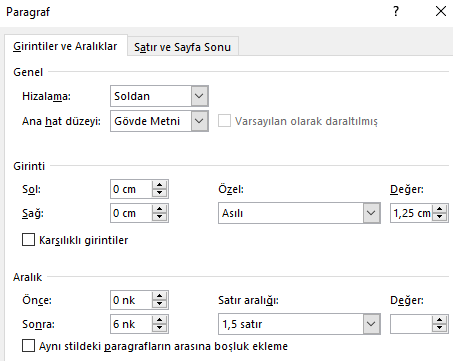 Paragraf
Girintiler ve Aralıklar Satır ve Sayfa Sonu
Genel
Hizalama: Soldan
Ana hat düzeyi: Gövde Metni Varsayılan olarak daraltılmış
Girinti
Sol: 0 cm Özel: Değer:
Sağ: 0 cm Asılı 1,25 cm
Karşılıklı girintiler
Aralık
Önce: 0 nk Satır aralığı: Değer:
Sonra: 6 nk 1,5 satır
Aynı stildeki paragrafların arasına boşluk ekleme